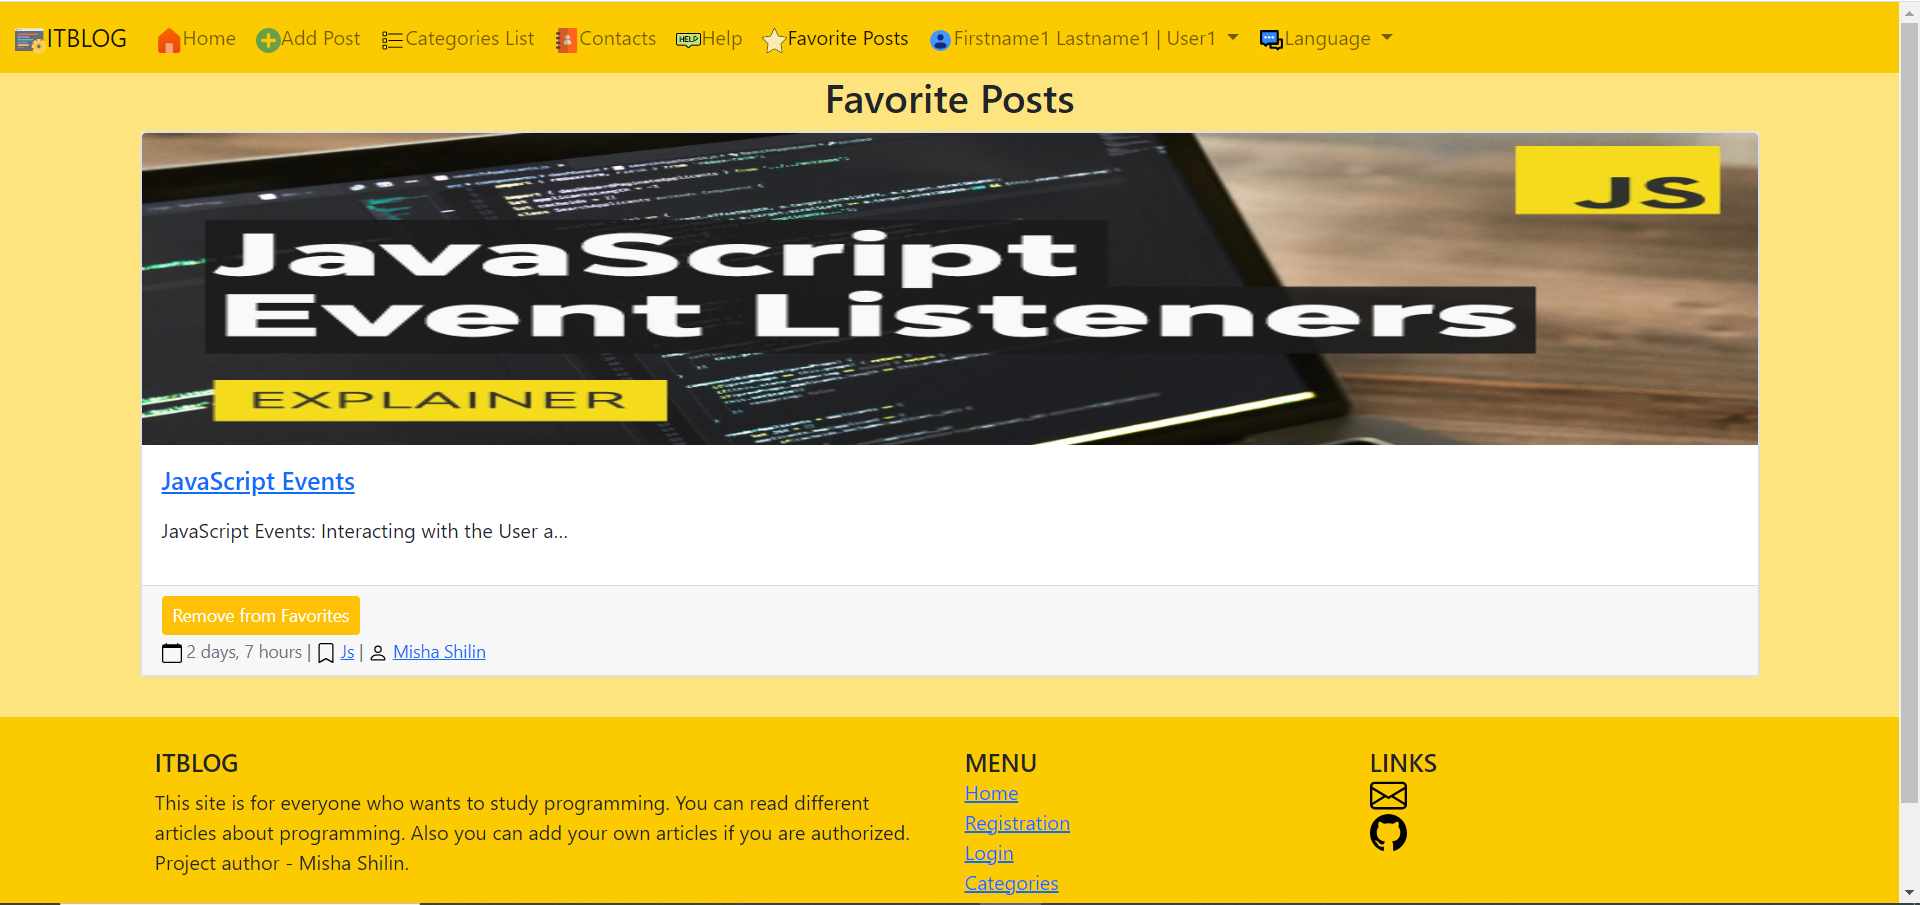 ITBLOG Home Add Post Categories List Contacts HELP Help Favorite Posts Firstname1 Lastname1 | User1 Language
Favorite Posts
JS
JavaScript
Event Listeners
EXPLAINER
JavaScript Events
JavaScript Events: Interacting with the User a...
Remove from Favorites
2 days, 7 hours | Js | Misha Shilin
ITBLOG
This site is for everyone who wants to study programming. You can read different
articles about programming. Also you can add your own articles if you are authorized.
Project author - Misha Shilin.
MENU
Home
Registration
Login
Categories
LINKS